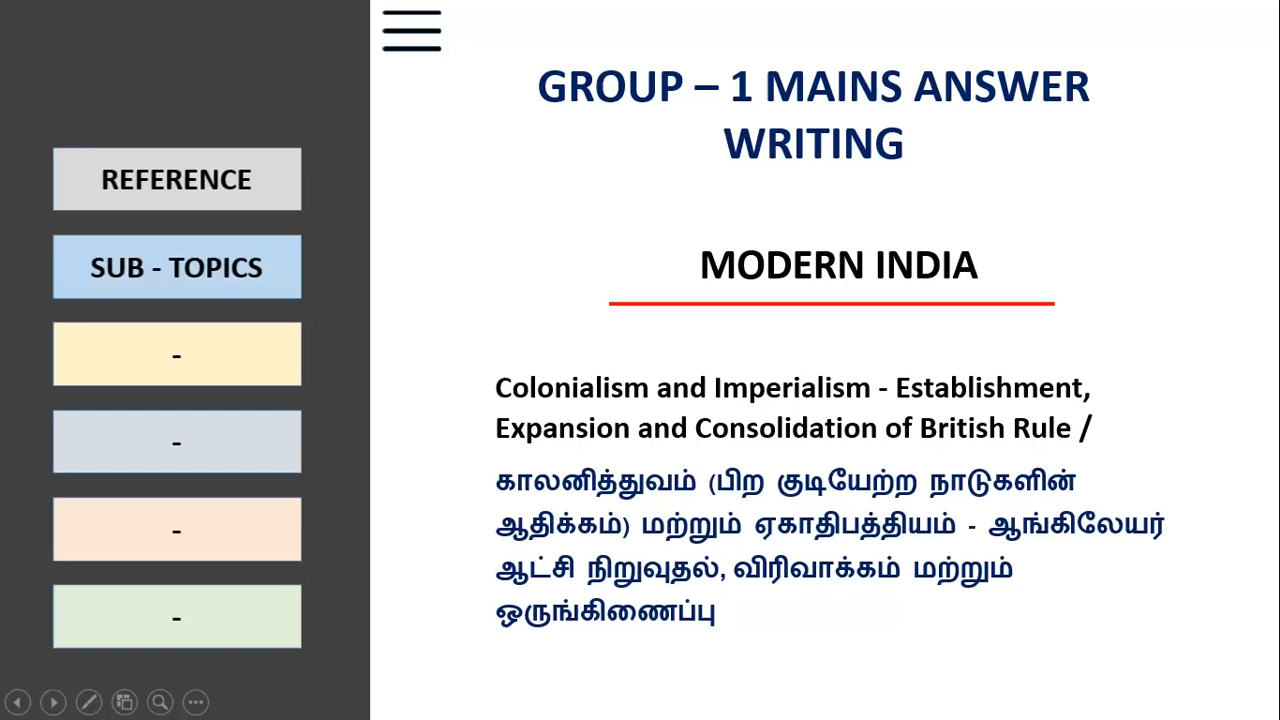 REFERENCE
SUB - TOPICS
-
-
-
-
GROUP – 1 MAINS ANSWER
WRITING
MODERN INDIA
Colonialism and Imperialism - Establishment,
Expansion and Consolidation of British Rule /
காலனித்துவம் (பிற குடியேற்ற நாடுகளின்
ஆதிக்கம்) மற்றும் ஏகாதிபத்தியம் - ஆங்கிலேயர்
ஆட்சி நிறுவுதல், விரிவாக்கம் மற்றும்
ஒருங்கிணைப்பு